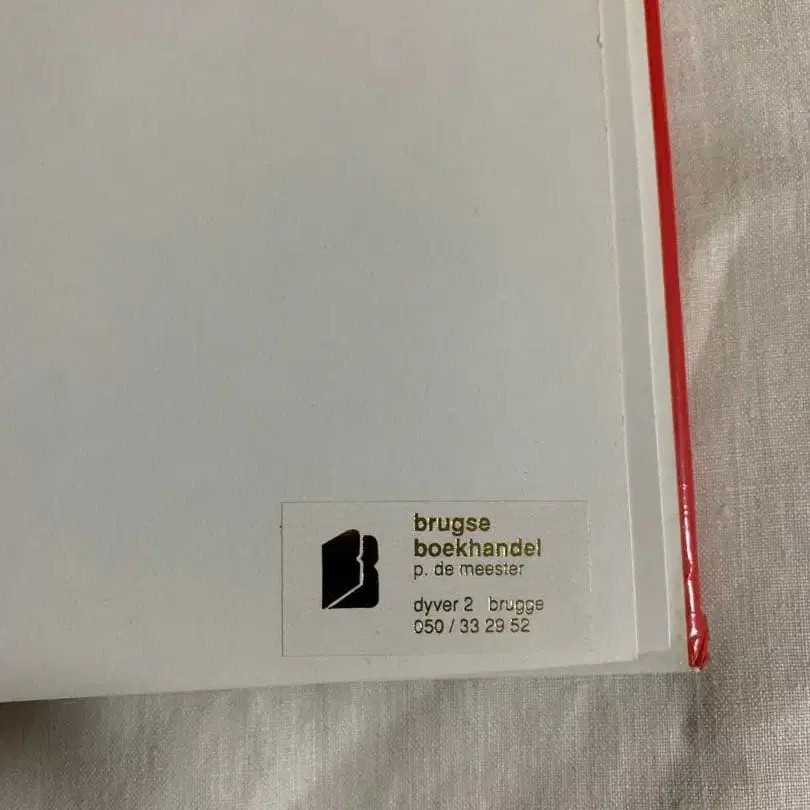 B
brugse
boekhandel
p. de meester
dyver 2 brugge
050 / 33 29 52